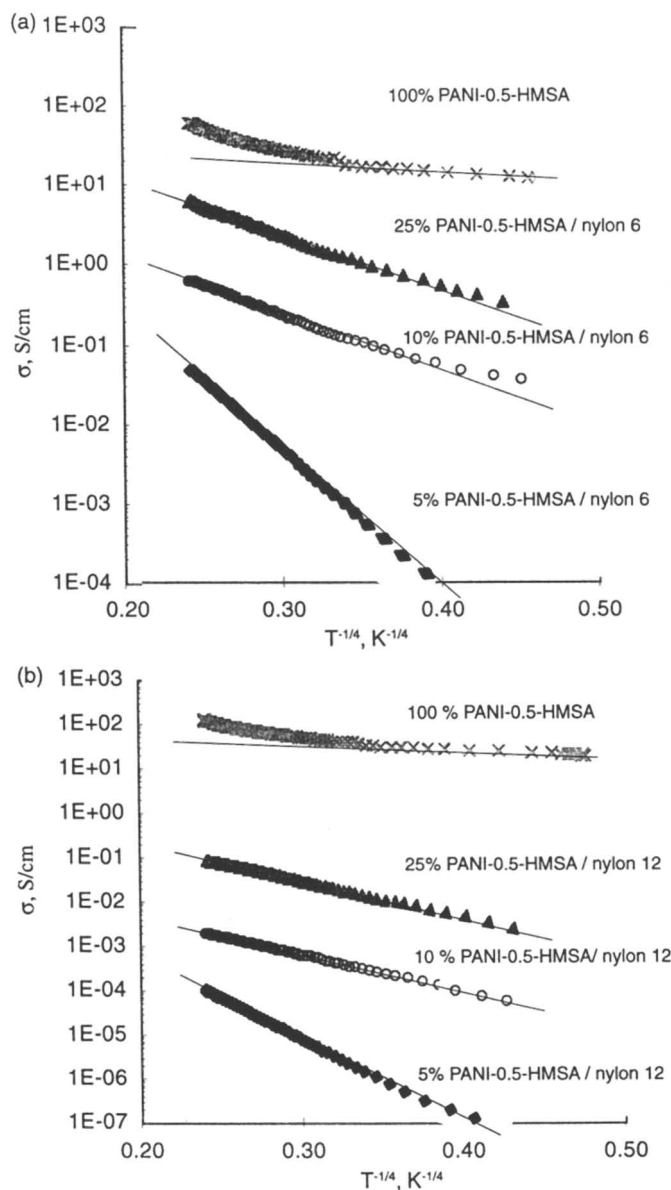 (a)
1E+03
1E+02
1E+01
1E+00
1E-01
1E-02
1E-03
1E-04
σ, S/cm
100% PANI-0.5-HMSA
25% PANI-0.5-HMSA / nylon 6
10% PANI-0.5-HMSA / nylon 6
5% PANI-0.5-HMSA / nylon 6
0.20 0.30 0.40 0.50
T⁻¹/⁴, K⁻¹/⁴
(b)
1E+03
1E+02
1E+01
1E+00
1E-01
1E-02
1E-03
1E-04
1E-05
1E-06
1E-07
σ, S/cm
100 % PANI-0.5-HMSA
25% PANI-0.5-HMSA / nylon 12
10 % PANI-0.5-HMSA/ nylon 12
5% PANI-0.5-HMSA / nylon 12
0.20 0.30 0.40 0.50
T⁻¹/⁴, K⁻¹/⁴